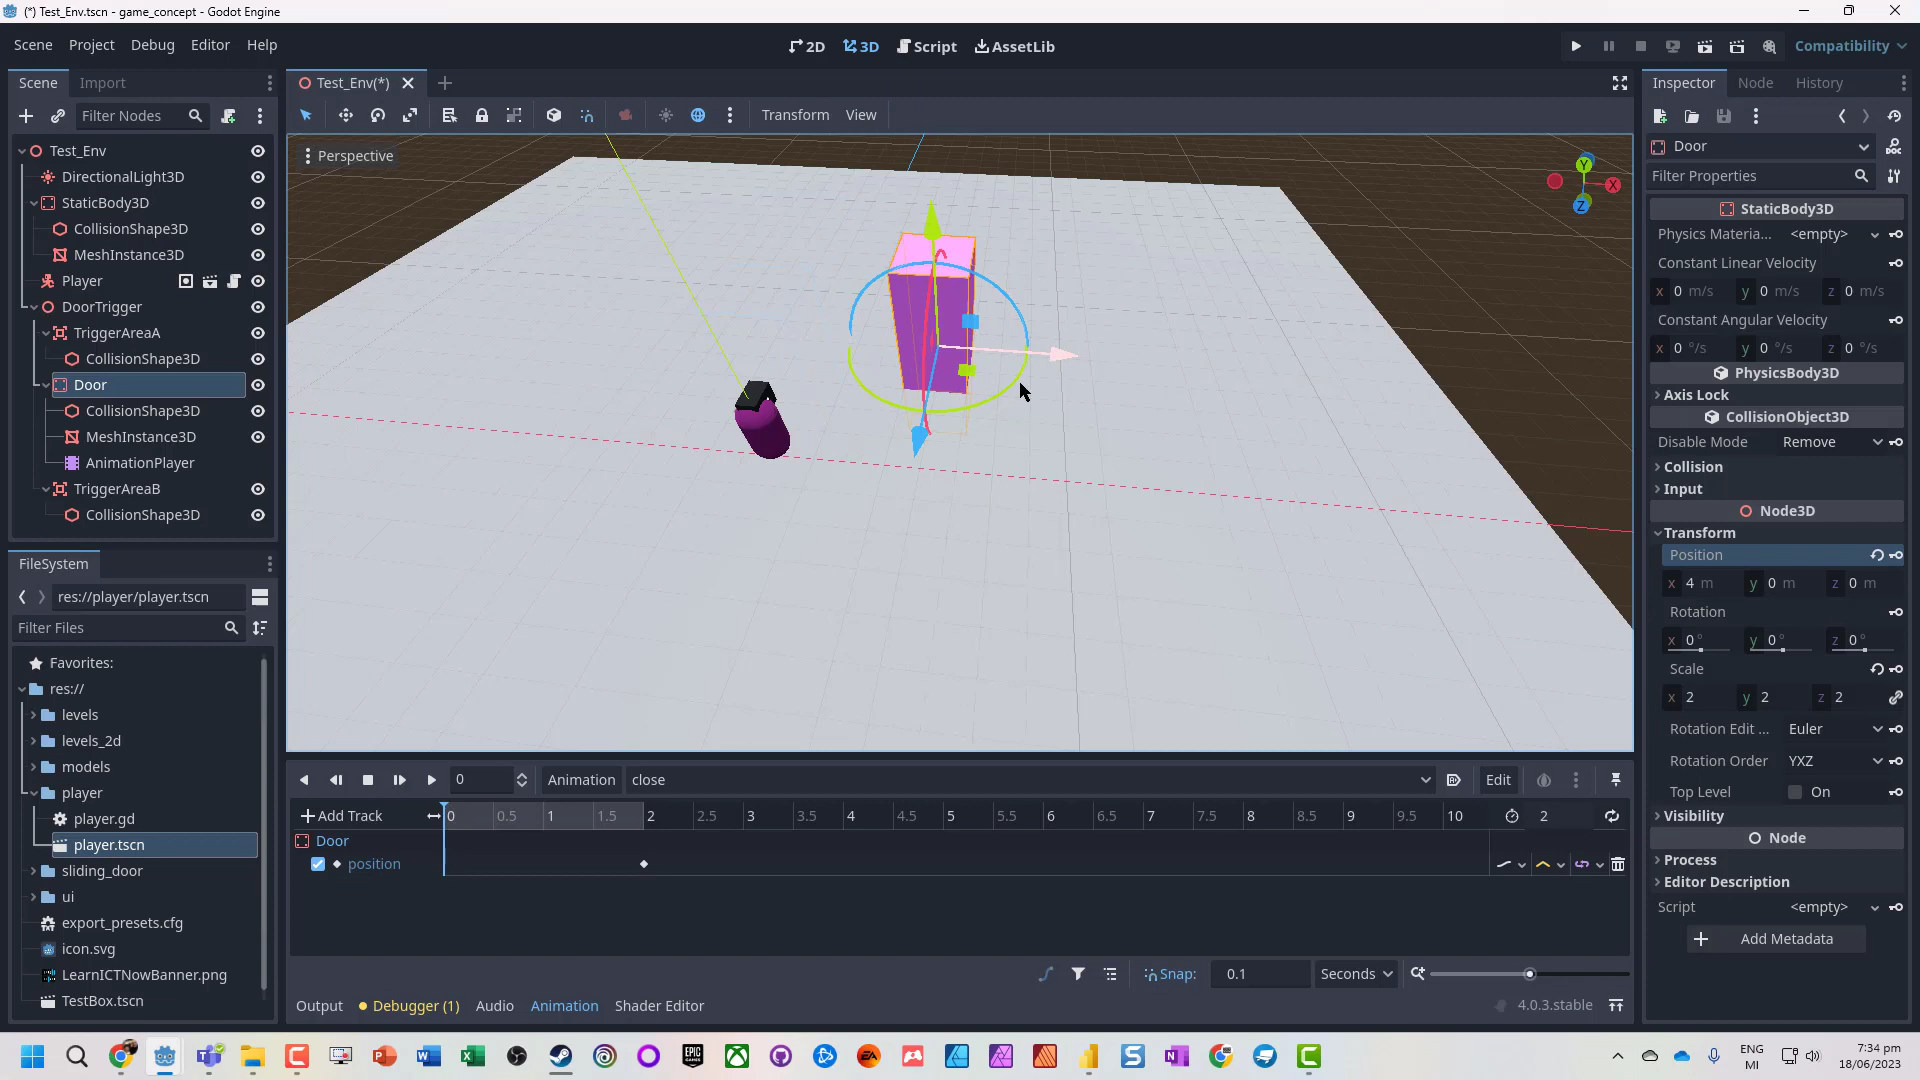 (*) Test_Env.tscn - game_concept - Godot Engine
Scene Project Debug Editor Help
2D 3D Script AssetLib
Compatibility
Scene Import
Test_Env(*)
Inspector Node History
Filter Nodes
Transform View
Test_Env
DirectionalLight3D
StaticBody3D
CollisionShape3D
MeshInstance3D
Player
DoorTrigger
TriggerAreaA
CollisionShape3D
Door
CollisionShape3D
MeshInstance3D
AnimationPlayer
TriggerAreaB
CollisionShape3D
FileSystem
res://player/player.tscn
Filter Files
Favorites:
res://
levels
levels_2d
models
player
player.gd
player.tscn
sliding_door
ui
export_presets.cfg
icon.svg
LearnICTNowBanner.png
TestBox.tscn
Perspective
Y
X
Z
0 Animation close Edit
Add Track 0 0.5 1 1.5 2 2.5 3 3.5 4 4.5 5 5.5 6 6.5 7 7.5 8 8.5 9 9.5 10 2
Door
position
Snap: 0.1 Seconds
Output Debugger (1) Audio Animation Shader Editor 4.0.3.stable
Door
Filter Properties
StaticBody3D
Physics Materia... <empty>
Constant Linear Velocity
x 0 m/s y 0 m/s z 0 m/s
Constant Angular Velocity
x 0 °/s y 0 °/s z 0 °/s
PhysicsBody3D
Axis Lock
CollisionObject3D
Disable Mode Remove
Collision
Input
Node3D
Transform
Position
x 4 m y 0 m z 0 m
Rotation
x 0 ° y 0 ° z 0 °
Scale
x 2 y 2 z 2
Rotation Edit ... Euler
Rotation Order YXZ
Top Level On
Visibility
Node
Process
Editor Description
Script <empty>
Add Metadata
ENG
MI
7:34 pm
18/06/2023